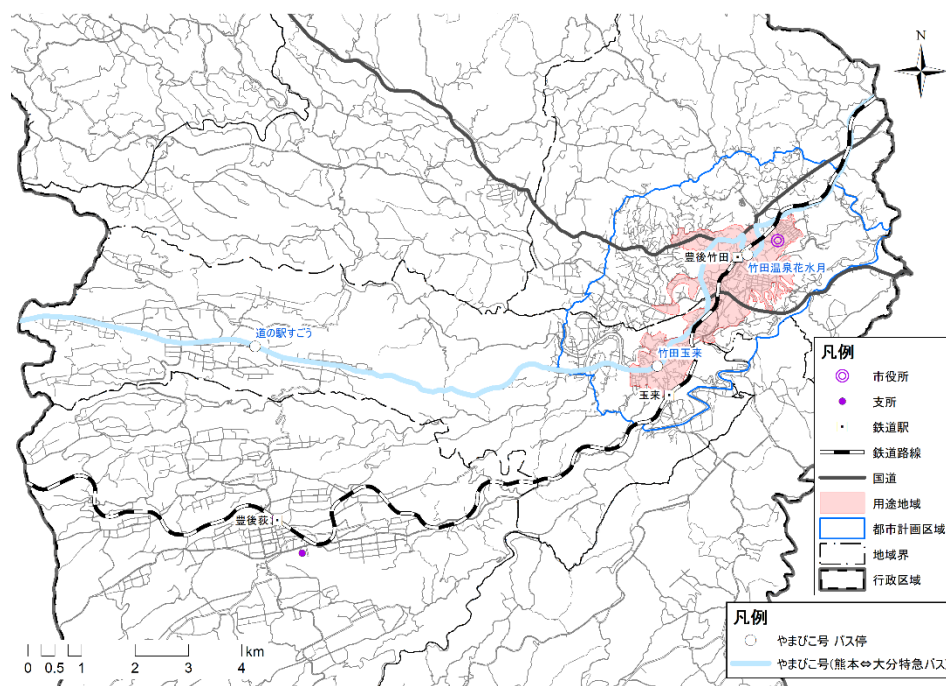 N
豊後竹田
竹田温泉花水月
道の駅すごう
竹田玉来
玉来
豊後荻
凡例
市役所
支所
鉄道駅
鉄道路線
国道
用途地域
都市計画区域
地域界
行政区域
凡例
やまびこ号 バス停
やまびこ号(熊本⇔大分特急バス)
0 0.5 1 2 3 4 km